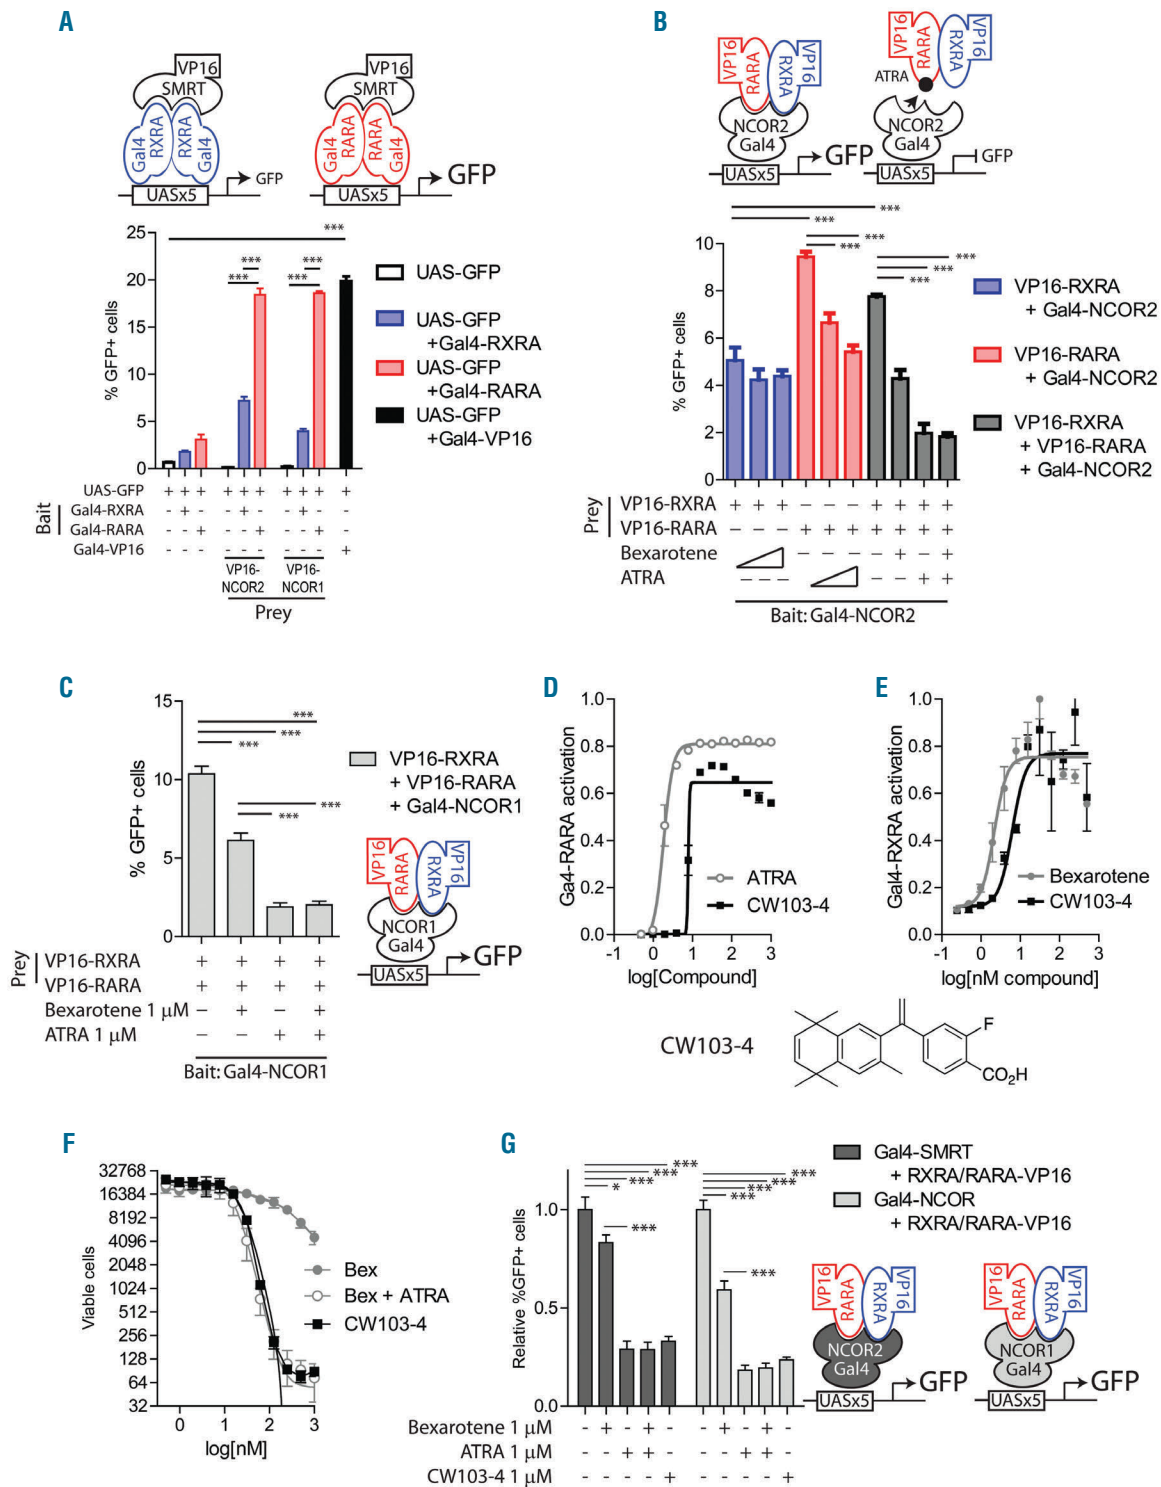 A
VP16
SMRT
Gal4
RXRA
RXRA
Gal4
UASx5
GFP
VP16
SMRT
Gal4
RARA
RARA
Gal4
UASx5
GFP
25
20
15
10
5
0
% GFP+ cells
***
***
***
***
***
UAS-GFP
UAS-GFP
+Gal4-RXRA
UAS-GFP
+Gal4-RARA
UAS-GFP
+Gal4-VP16
Bait
UAS-GFP + + + + + + + + + +
Gal4-RXRA - + - - + - - + - -
Gal4-RARA - - + - - + - - + -
Gal4-VP16 - - - - - - - - - +
VP16-
NCOR2
VP16-
NCOR1
Prey
B
VP16
RARA
RXRA
VP16
NCOR2
Gal4
UASx5
GFP
VP16
RARA
RXRA
VP16
ATRA
NCOR2
Gal4
UASx5
GFP
10
8
6
4
2
0
% GFP+ cells
***
***
***
***
***
***
***
VP16-RXRA
+ Gal4-NCOR2
VP16-RARA
+ Gal4-NCOR2
VP16-RXRA
+ VP16-RARA
+ Gal4-NCOR2
Prey
VP16-RXRA + + + − − − + + + +
VP16-RARA − − − + + + + + + +
Bexarotene − − − − + − +
ATRA − − − − − + +
Bait: Gal4-NCOR2
C
15
10
5
0
% GFP+ cells
***
***
***
***
***
VP16-RXRA
+ VP16-RARA
+ Gal4-NCOR1
VP16
RARA
RXRA
VP16
NCOR1
Gal4
UASx5
GFP
Prey
VP16-RXRA + + + +
VP16-RARA + + + +
Bexarotene 1 μM − + − +
ATRA 1 μM − − + +
Bait: Gal4-NCOR1
D
1.0
0.8
0.6
0.4
0.2
0.0
Ga4-RARA activation
ATRA
CW103-4
-1 0 1 2 3
log[Compound]
E
1.0
0.8
0.6
0.4
0.2
0.0
Gal4-RXRA activation
Bexarotene
CW103-4
-1 0 1 2 3
log[nM compound]
CW103-4
F
CO₂H
F
32768
16384
8192
4096
2048
1024
512
256
128
64
32
Viable cells
Bex
Bex + ATRA
CW103-4
0 1 2 3
log[nM]
G
1.0
0.5
0.0
Relative %GFP+ cells
***
***
***
*
***
***
***
***
***
***
Gal4-SMRT
+ RXRA/RARA-VP16
Gal4-NCOR
+ RXRA/RARA-VP16
VP16
RARA
RXRA
VP16
NCOR2
Gal4
UASx5
GFP
VP16
RARA
RXRA
VP16
NCOR1
Gal4
UASx5
GFP
Bexarotene 1 μM - + - + - - + - + -
ATRA 1 μM - - + + - - - + + -
CW103-4 1 μM - - - - + - - - - +